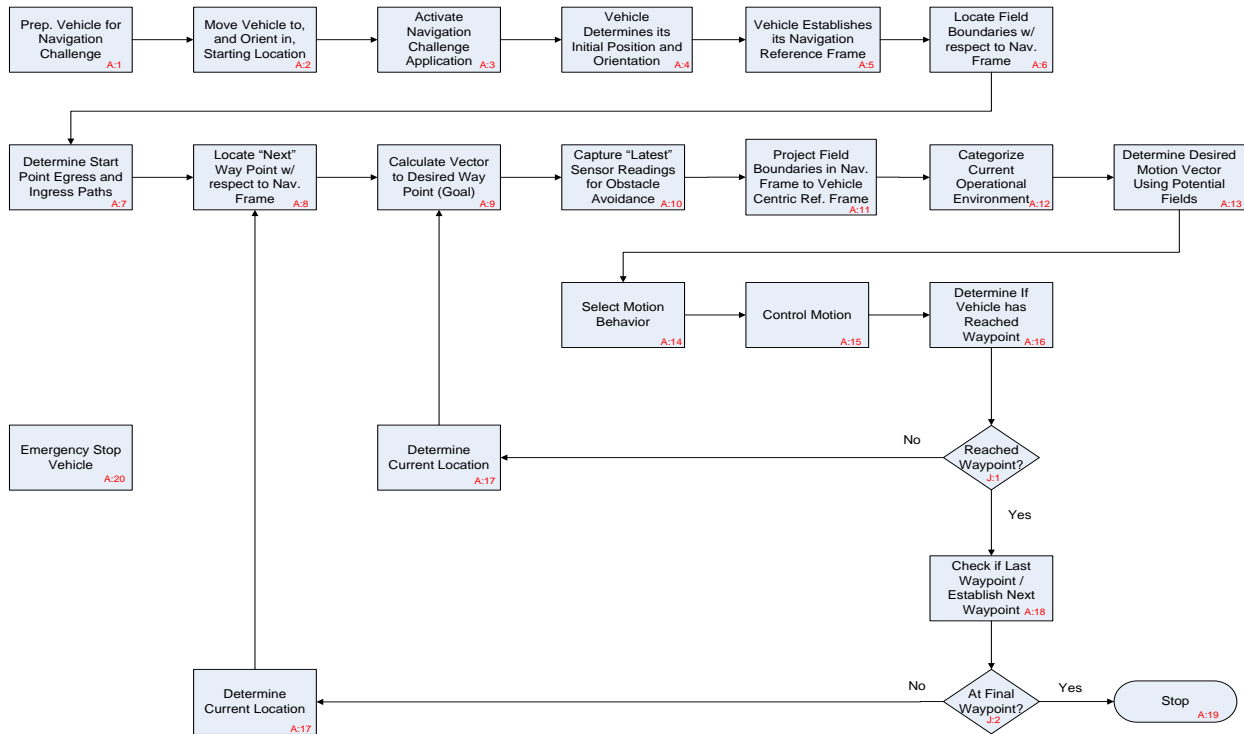 Prep. Vehicle for
Navigation
Challenge
A:1
Move Vehicle to,
and Orient in,
Starting Location
A:2
Activate
Navigation
Challenge
Application
A:3
Vehicle
Determines its
Initial Position and
Orientation
A:4
Vehicle Establishes
its Navigation
Reference Frame
A:5
Locate Field
Boundaries w/
respect to Nav.
Frame
A:6
Determine Start
Point Egress and
Ingress Paths
A:7
Locate “Next”
Way Point w/
respect to Nav.
Frame
A:8
Calculate Vector
to Desired Way
Point (Goal)
A:9
Capture “Latest”
Sensor Readings
for Obstacle
Avoidance
A:10
Project Field
Boundaries in Nav.
Frame to Vehicle
Centric Ref. Frame
A:11
Categorize
Current
Operational
Environment
A:12
Determine Desired
Motion Vector
Using Potential
Fields
A:13
Select Motion
Behavior
A:14
Control Motion
A:15
Determine If
Vehicle has
Reached
Waypoint
A:16
Emergency Stop
Vehicle
A:20
Determine
Current Location
A:17
No
Reached
Waypoint?
J:1
Yes
Check if Last
Waypoint /
Establish Next
Waypoint
A:18
Determine
Current Location
A:17
No
At Final
Waypoint?
J:2
Yes
Stop
A:19